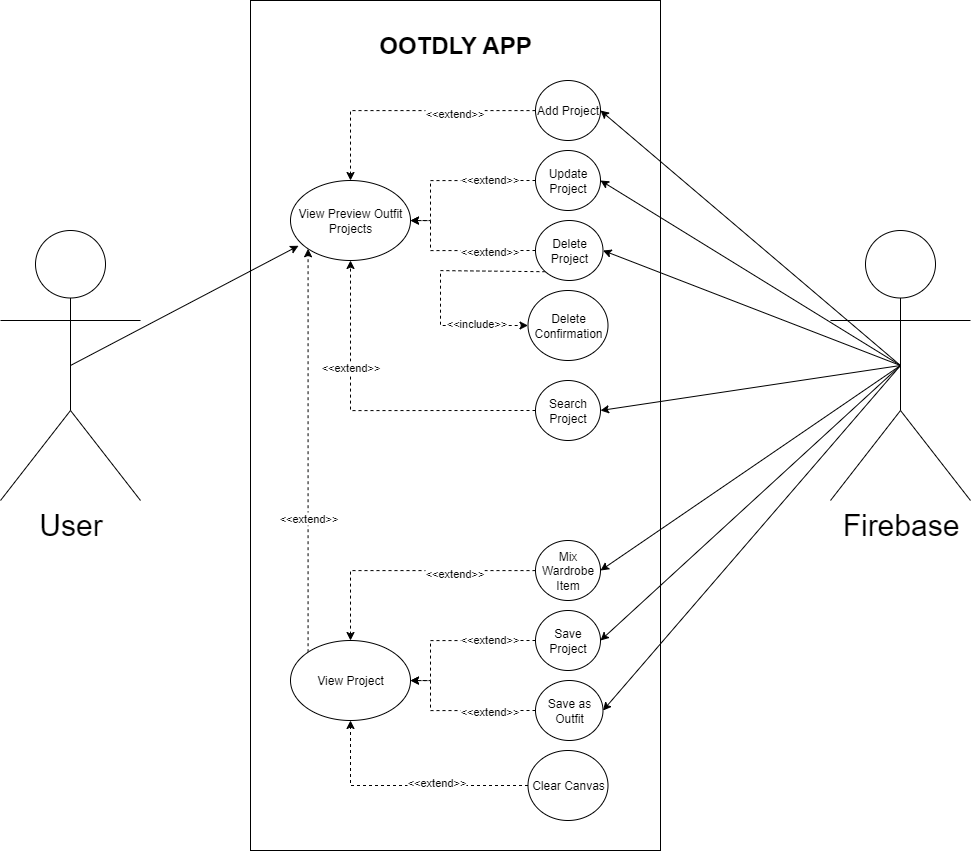 OOTDLY APP
Add Project
<<extend>>
Update
Project
<<extend>>
View Preview Outfit
Projects
Delete
Project
<<extend>>
Delete
Confirmation
<<include>>
<<extend>>
Search
Project
User
Firebase
<<extend>>
Mix
Wardrobe
Item
<<extend>>
Save
Project
<<extend>>
View Project
Save as
Outfit
<<extend>>
Clear Canvas
<<extend>>